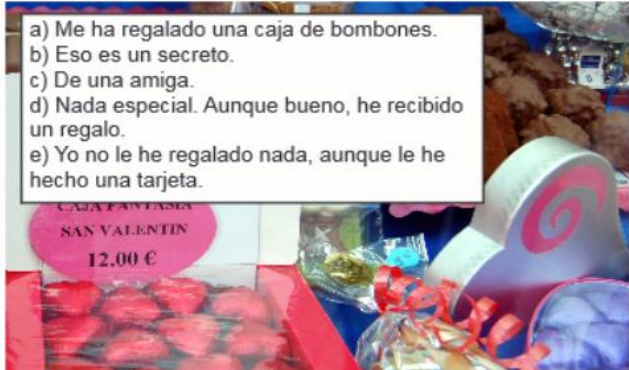 a) Me ha regalado una caja de bombones.
b) Eso es un secreto.
c) De una amiga.
d) Nada especial. Aunque bueno, he recibido
un regalo.
e) Yo no le he regalado nada, aunque le he
hecho una tarjeta.
CAJA FANTASIA
SAN VALENTIN
12.00 €